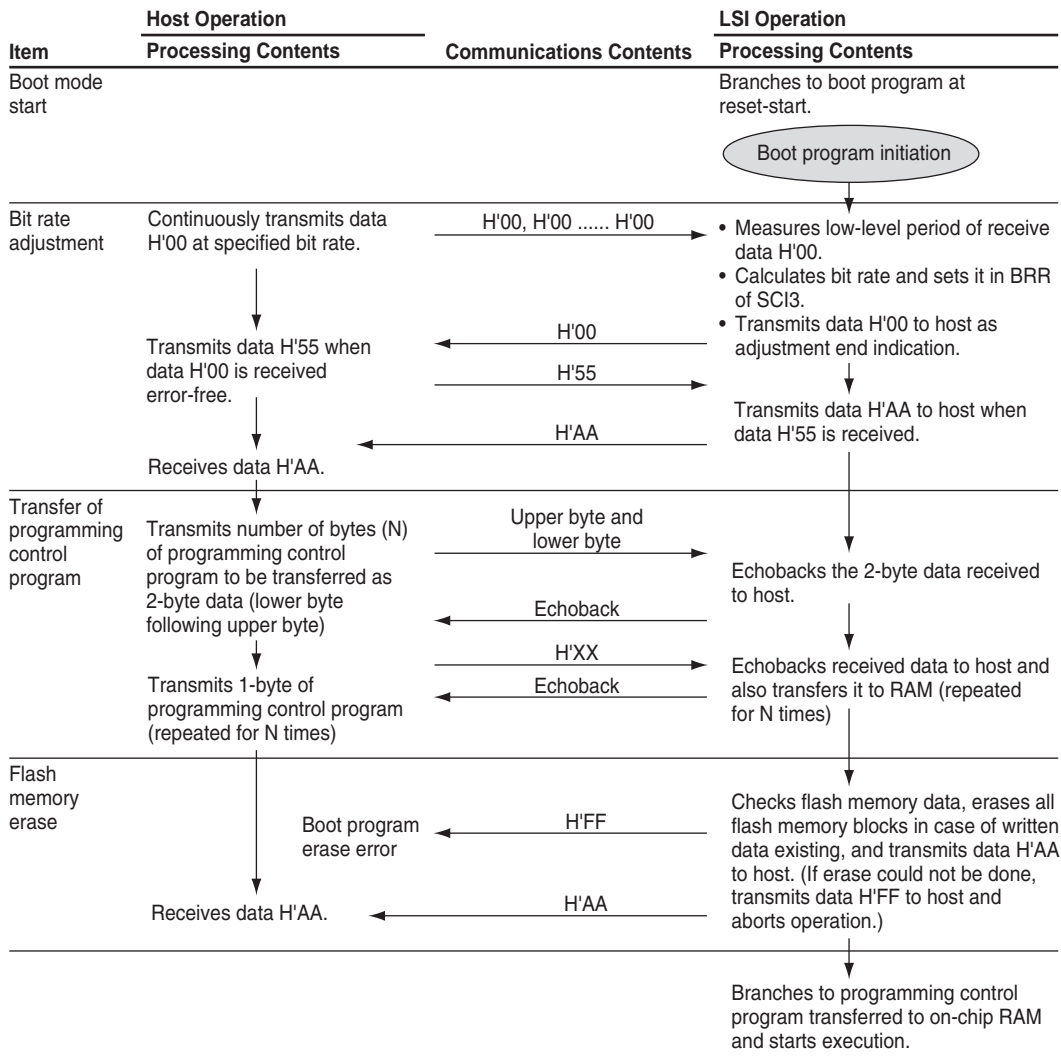 Host Operation
LSI Operation
Item
Processing Contents
Communications Contents
Processing Contents
Boot mode
start
Branches to boot program at
reset-start.
Boot program initiation
Bit rate
adjustment
Continuously transmits data
H'00 at specified bit rate.
H'00, H'00 ...... H'00
• Measures low-level period of receive
data H'00.
• Calculates bit rate and sets it in BRR
of SCI3.
• Transmits data H'00 to host as
adjustment end indication.
H'00
Transmits data H'55 when
data H'00 is received
error-free.
H'55
Transmits data H'AA to host when
data H'55 is received.
H'AA
Receives data H'AA.
Transfer of
programming
control
program
Transmits number of bytes (N)
of programming control
program to be transferred as
2-byte data (lower byte
following upper byte)
Upper byte and
lower byte
Echobacks the 2-byte data received
to host.
Echoback
H'XX
Transmits 1-byte of
programming control program
(repeated for N times)
Echoback
Echobacks received data to host and
also transfers it to RAM (repeated
for N times)
Flash
memory
erase
Boot program
erase error
H'FF
Checks flash memory data, erases all
flash memory blocks in case of written
data existing, and transmits data H'AA
to host. (If erase could not be done,
transmits data H'FF to host and
aborts operation.)
Receives data H'AA.
H'AA
Branches to programming control
program transferred to on-chip RAM
and starts execution.